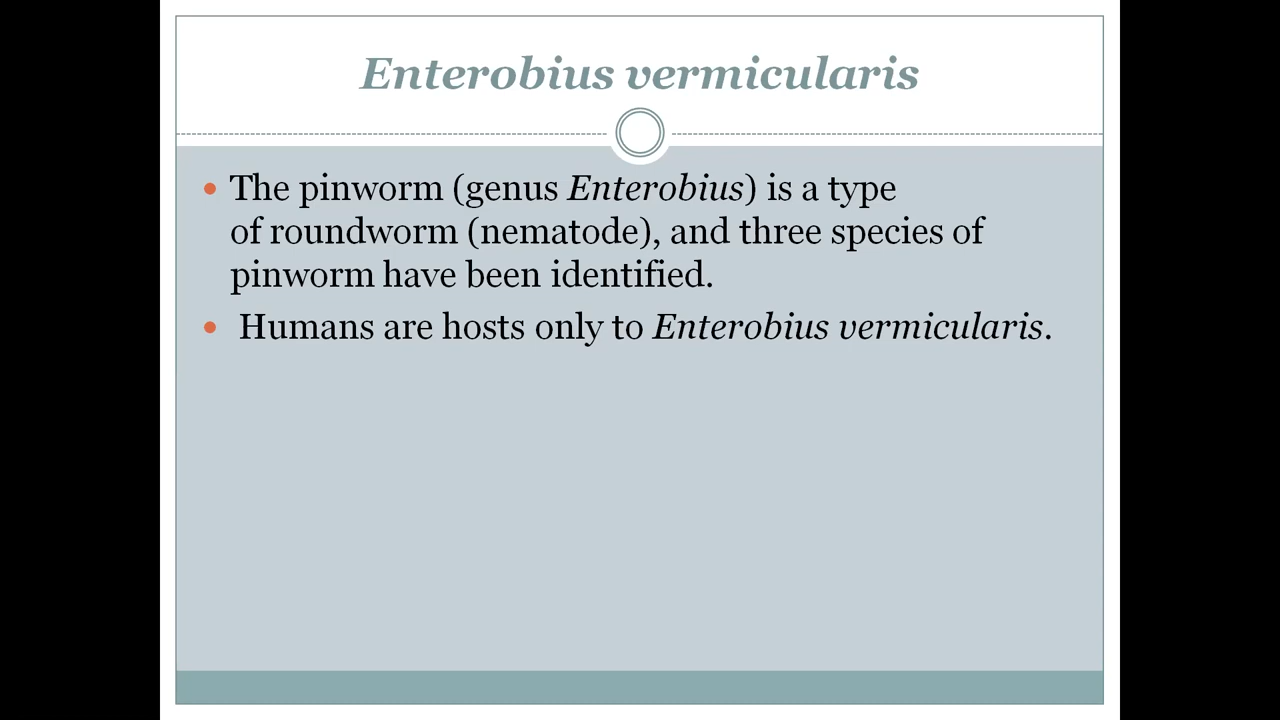 Enterobius vermicularis
• The pinworm (genus Enterobius) is a type
of roundworm (nematode), and three species of
pinworm have been identified.
• Humans are hosts only to Enterobius vermicularis.